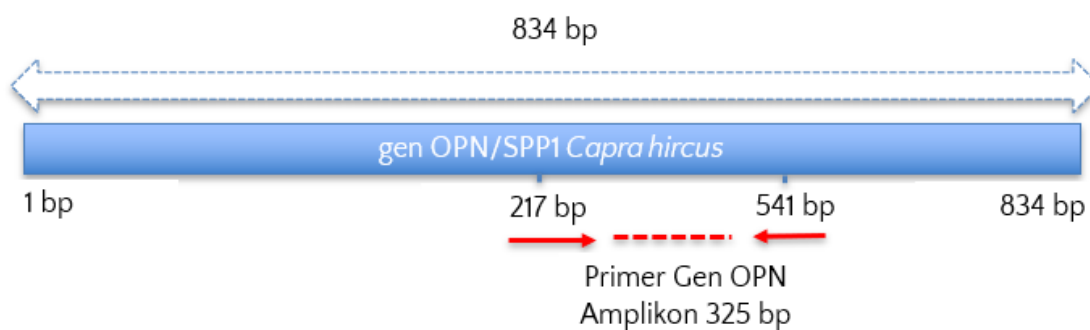 834 bp
gen OPN/SPP1 Capra hircus
1 bp
217 bp
541 bp
834 bp
Primer Gen OPN
Amplikon 325 bp